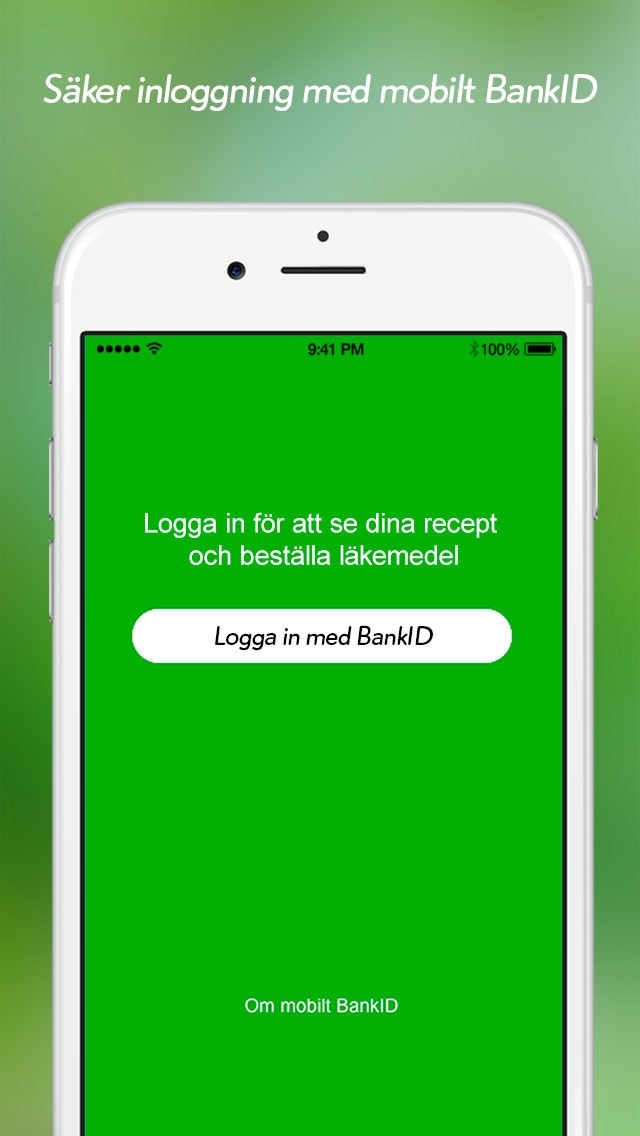 Säker inloggning med mobilt BankID
9:41 PM 100%
Logga in för att se dina recept
och beställa läkemedel
Logga in med BankID
Om mobilt BankID